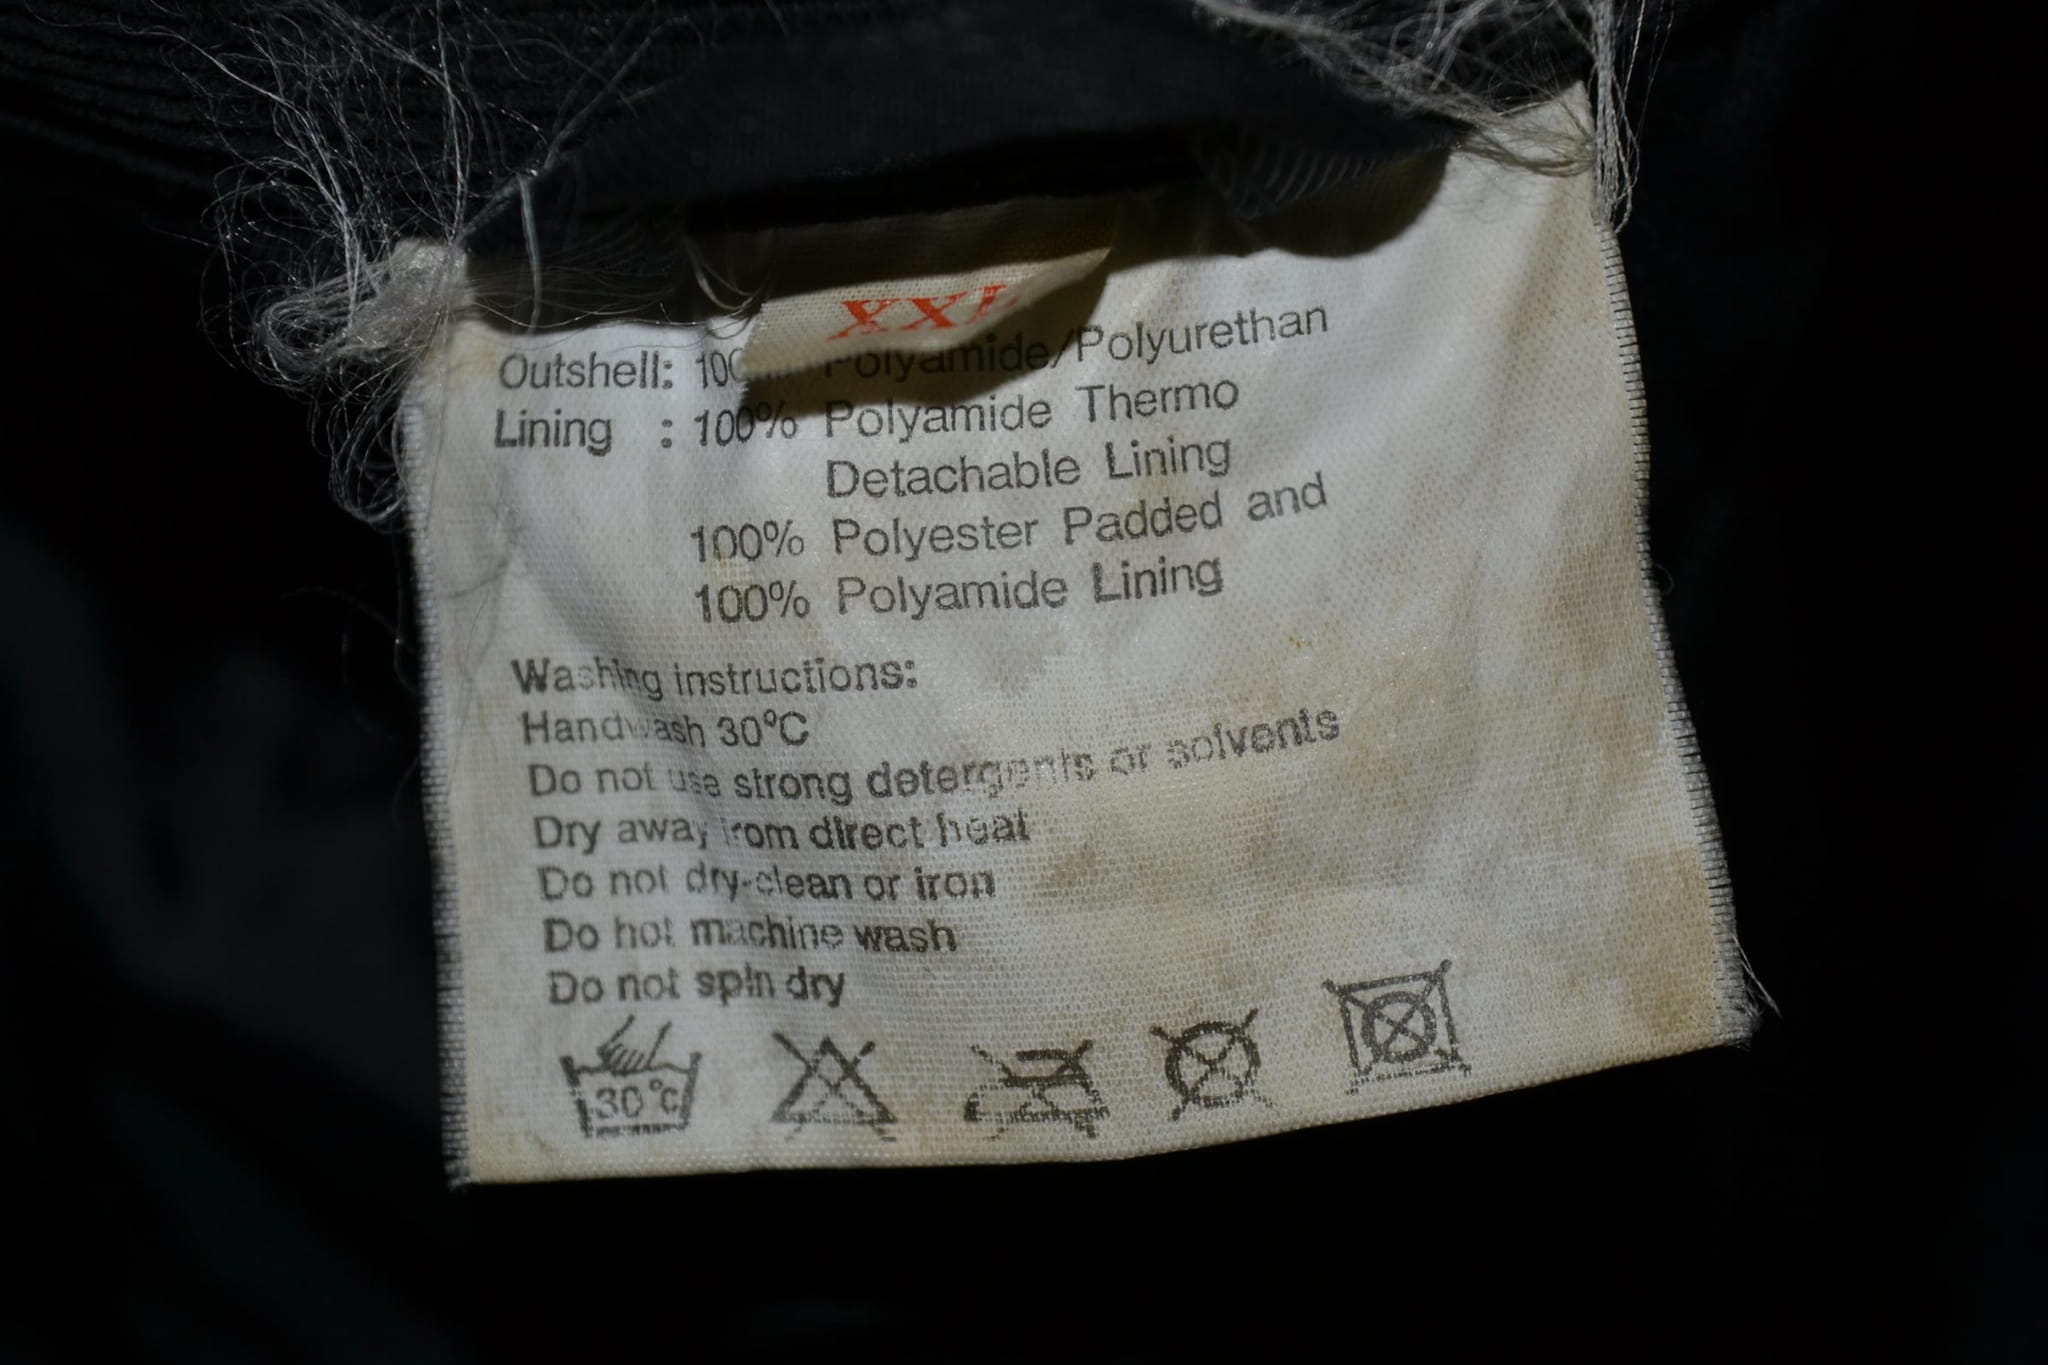 XXL
Outshell: 100% Polyamide/Polyurethan
Lining : 100% Polyamide Thermo
Detachable Lining
100% Polyester Padded and
100% Polyamide Lining
Washing instructions:
Handwash 30°C
Do not use strong detergents or solvents
Dry away from direct heat
Do not dry-clean or iron
Do not machine wash
Do not spin dry
30°C